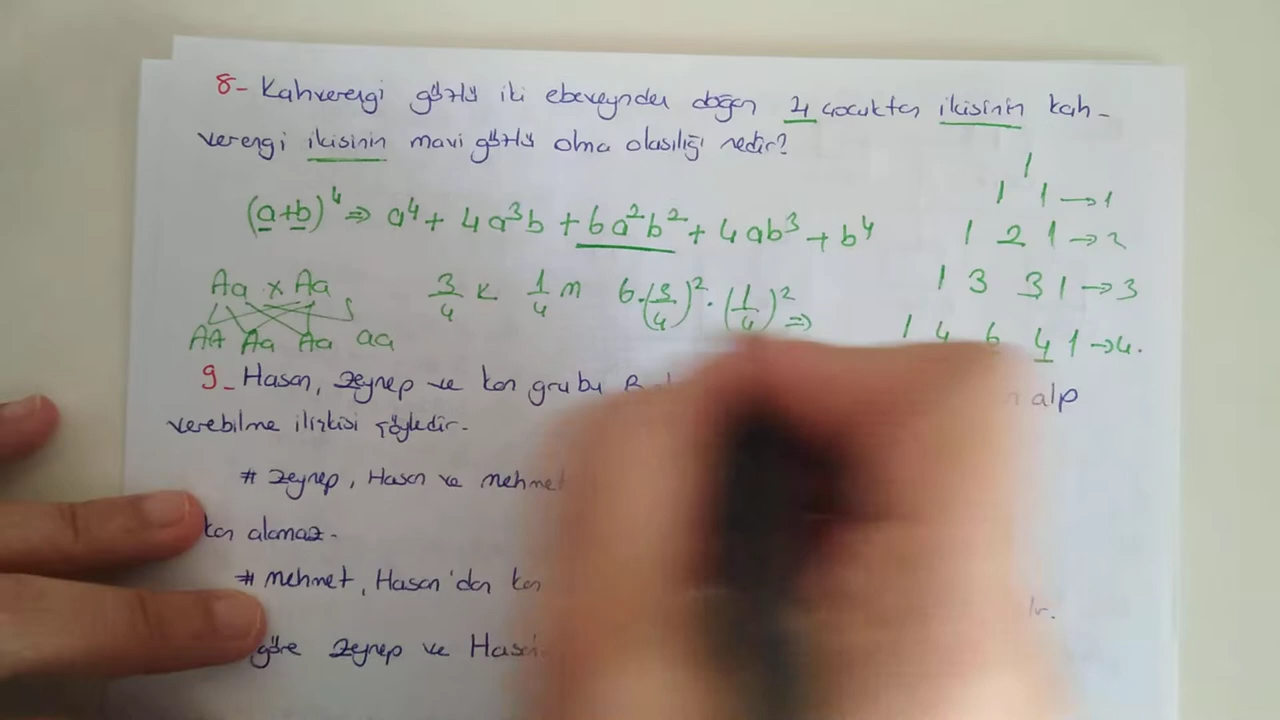 8- Kahverengi gözlü iki ebeveynden doğan 4 çocuktan ikisinin kah-
verengi ikisinin mavi gözlü olma olasılığı nedir?
(a+b)⁴ ⇒ a⁴ + 4a³b + 6a²b² + 4ab³ + b⁴
1
1 1 → 1
1 2 1 → 2
1 3 3 1 → 3
1 4 6 4 1 → 4.
Aa x Aa
AA Aa Aa aa
3/4 K 1/4 m 6·(3/4)²·(1/4)² ⇒
9- Hasan, Zeynep ve kan grubu alp
verebilme ilişkisi şöyledir.
# Zeynep, Hasan ve mehmet
kan alamaz.
# mehmet, Hasan'dan kan
göre Zeynep ve Hasan